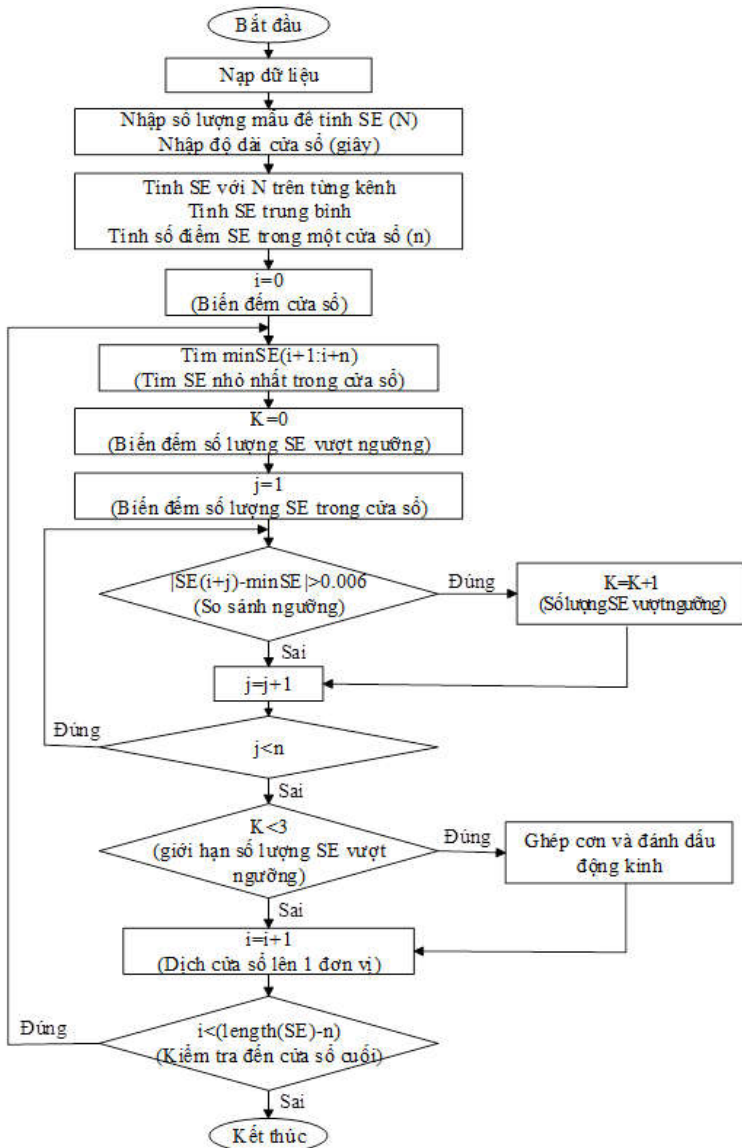 Bắt đầu
Nạp dữ liệu
Nhập số lượng mẫu để tính SE (N)
Nhập độ dài cửa sổ (giây)
Tính SE với N trên từng kênh
Tính SE trung bình
Tính số điểm SE trong một cửa sổ (n)
i=0
(Biến đếm cửa sổ)
Tìm minSE(i+1:i+n)
(Tìm SE nhỏ nhất trong cửa sổ)
K=0
(Biến đếm số lượng SE vượt ngưỡng)
j=1
(Biến đếm số lượng SE trong cửa sổ)
|SE(i+j)-minSE|>0.006
(So sánh ngưỡng)
Đúng
K=K+1
(Số lượng SE vượt ngưỡng)
Sai
j=j+1
Đúng
j<n
Sai
K<3
(giới hạn số lượng SE vượt
ngưỡng)
Đúng
Ghép cơn và đánh dấu
động kinh
Sai
i=i+1
(Dịch cửa sổ lên 1 đơn vị)
Đúng
i<(length(SE)-n)
(Kiểm tra đến cửa sổ cuối)
Sai
Kết thúc